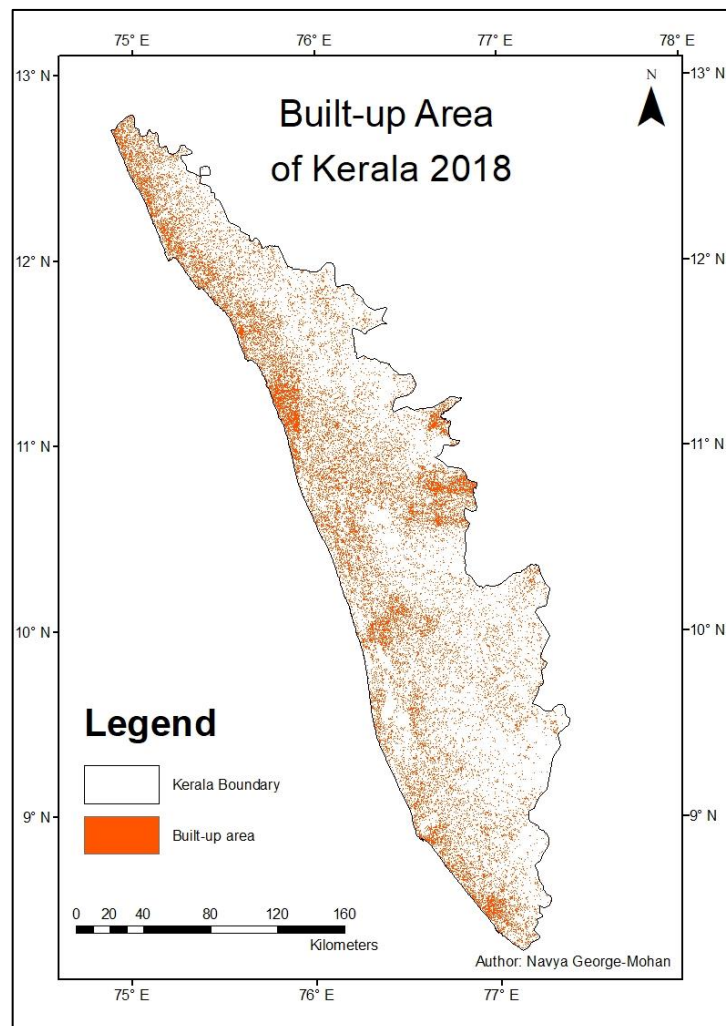 75° E 76° E 77° E 78° E
13° N 13° N
N
Built-up Area
of Kerala 2018
12° N 12° N
11° N 11° N
10° N 10° N
Legend
Kerala Boundary
9° N 9° N
Built-up area
0 20 40 80 120 160
Kilometers
Author: Navya George-Mohan
75° E 76° E 77° E